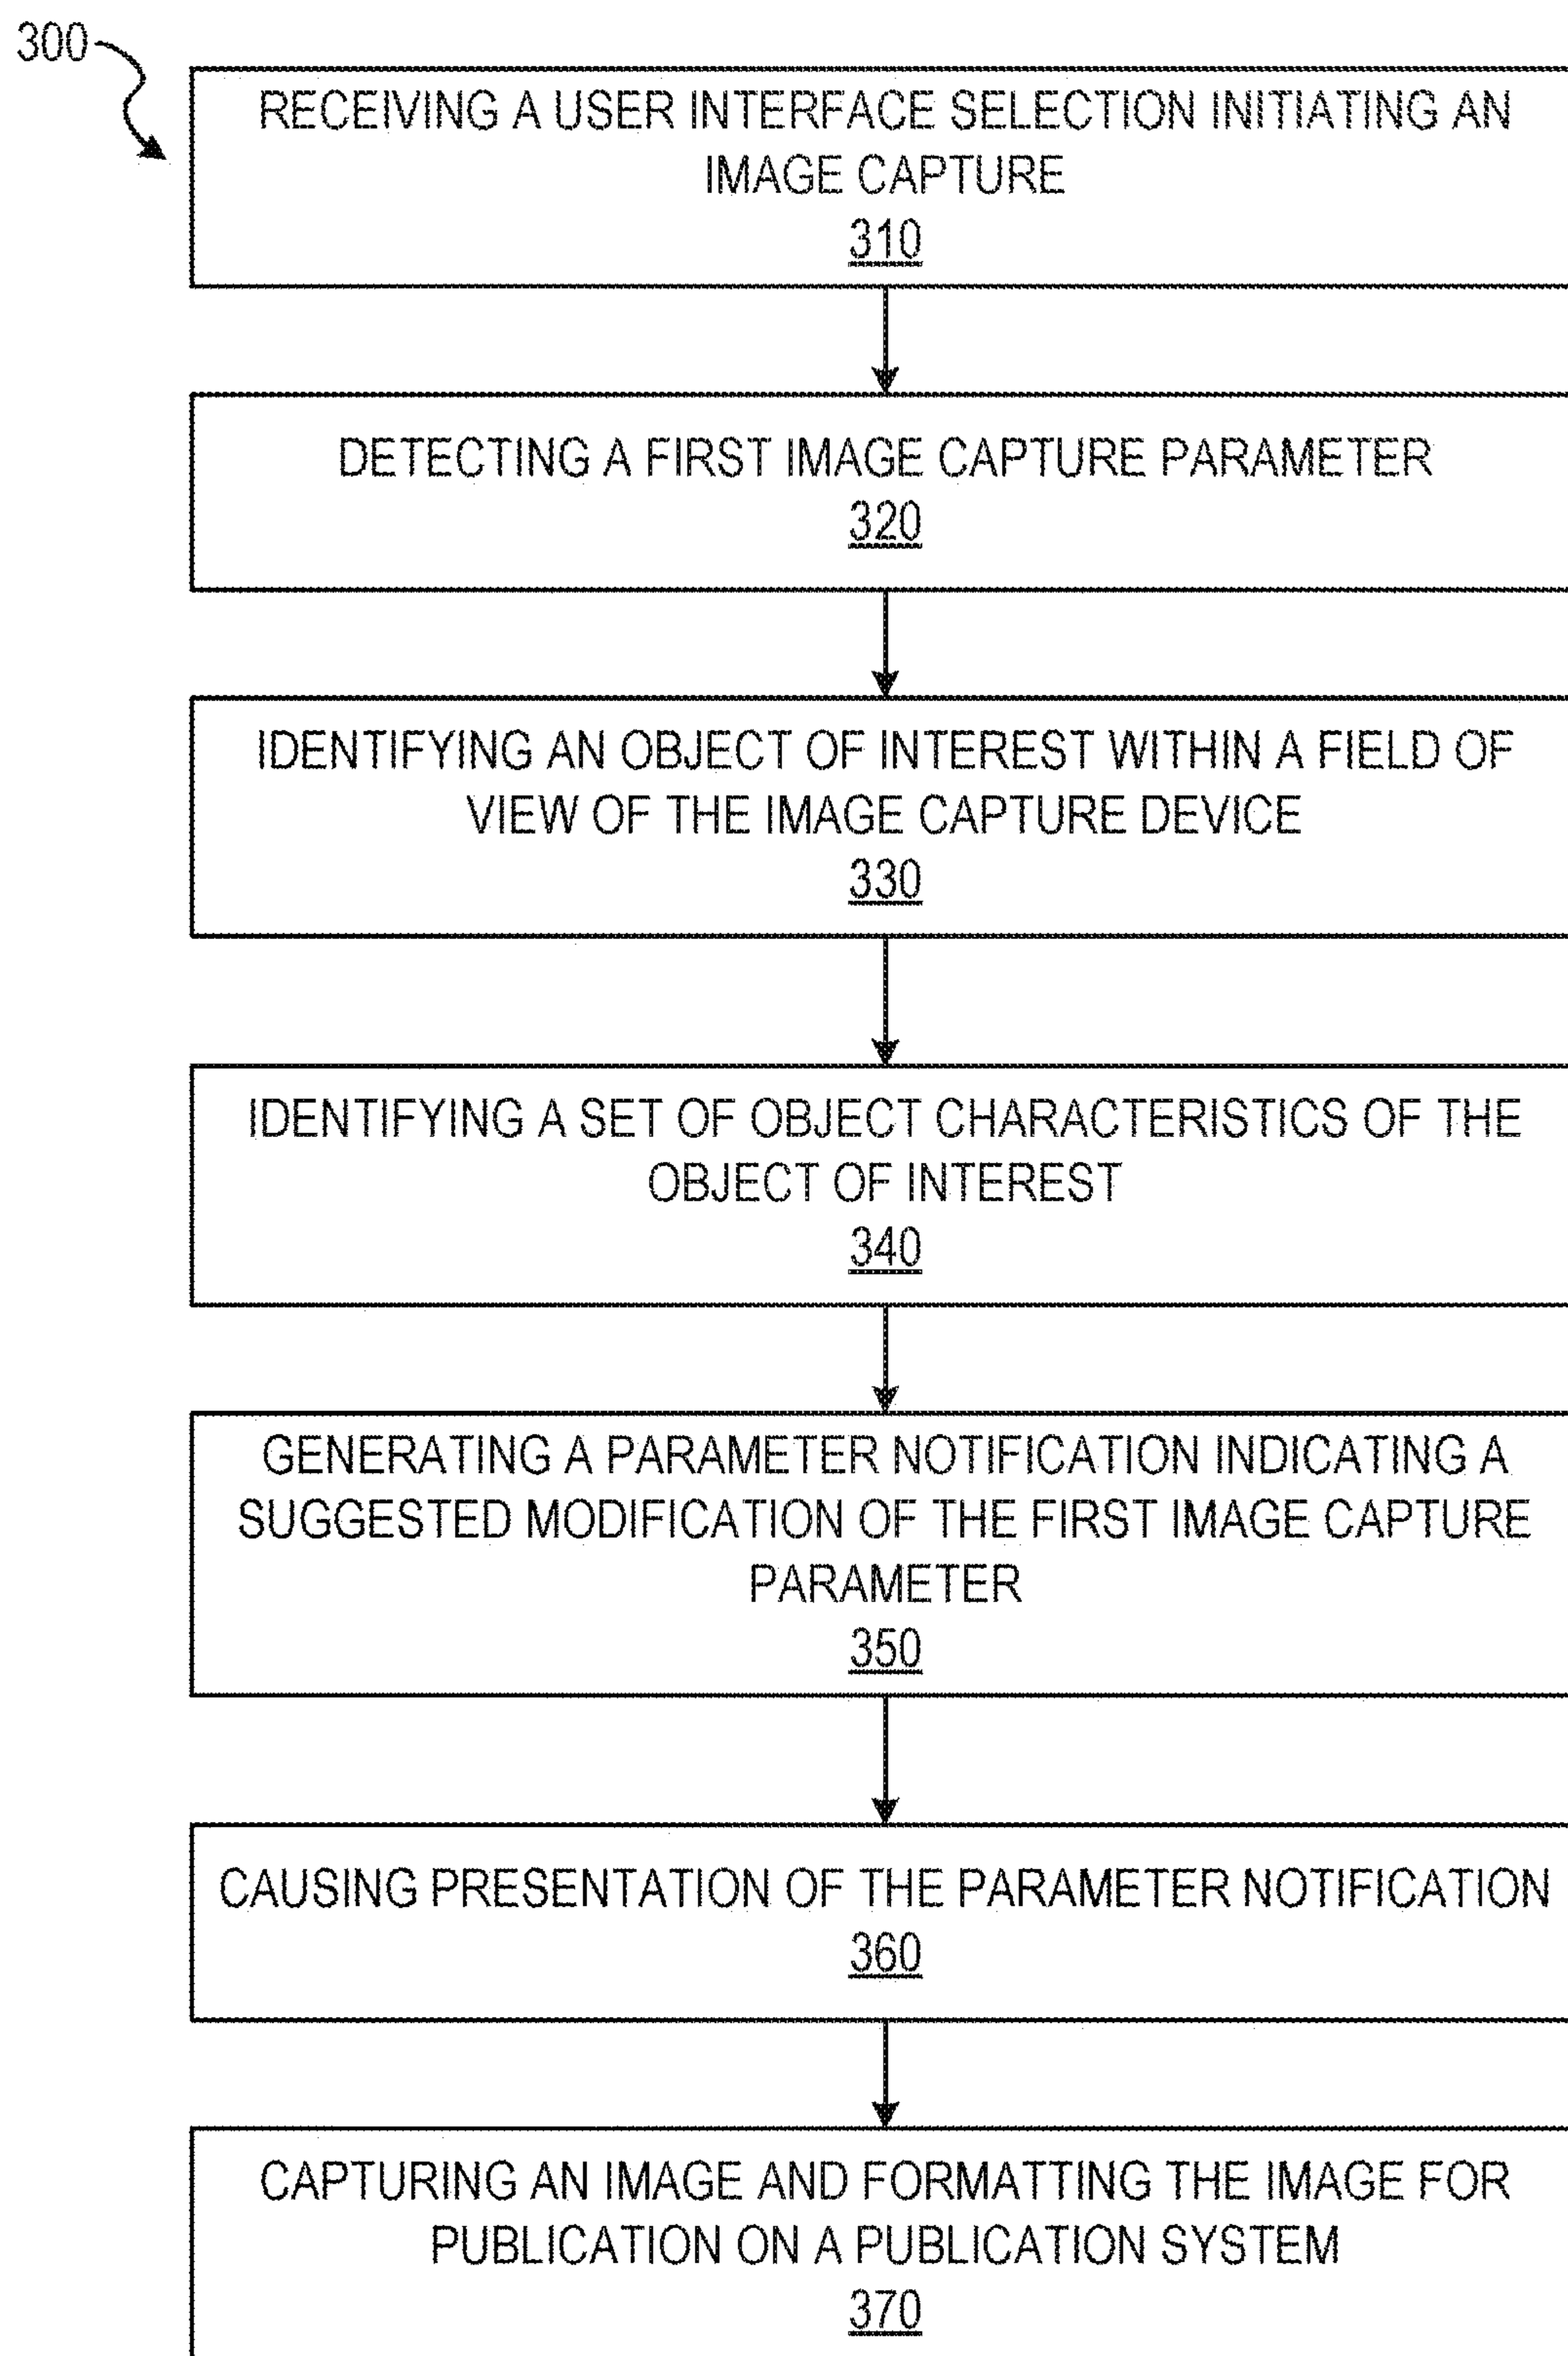 300
RECEIVING A USER INTERFACE SELECTION INITIATING AN
IMAGE CAPTURE
310
DETECTING A FIRST IMAGE CAPTURE PARAMETER
320
IDENTIFYING AN OBJECT OF INTEREST WITHIN A FIELD OF
VIEW OF THE IMAGE CAPTURE DEVICE
330
IDENTIFYING A SET OF OBJECT CHARACTERISTICS OF THE
OBJECT OF INTEREST
340
GENERATING A PARAMETER NOTIFICATION INDICATING A
SUGGESTED MODIFICATION OF THE FIRST IMAGE CAPTURE
PARAMETER
350
CAUSING PRESENTATION OF THE PARAMETER NOTIFICATION
360
CAPTURING AN IMAGE AND FORMATTING THE IMAGE FOR
PUBLICATION ON A PUBLICATION SYSTEM
370